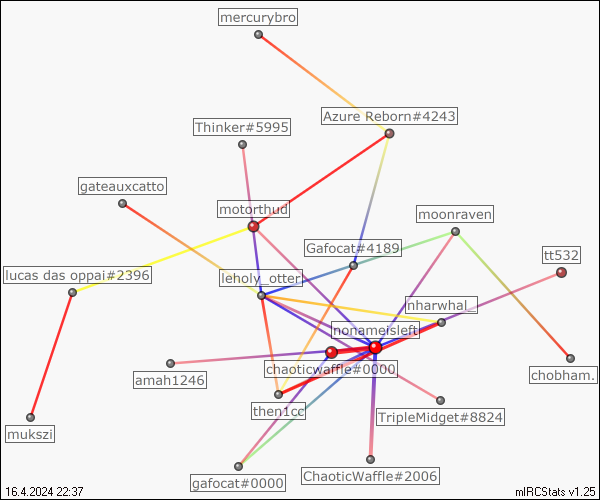 mercurybro
Azure Reborn#4243
Thinker#5995
gateauxcatto
motorthud
moonraven
Gafocat#4189
tt532
lucas das oppai#2396
leholy_otter
nharwhal_
nonameisleft
chaoticwaffle#0000
amah1246
chobham.
then1cc
TripleMidget#8824
mukszi
gafocat#0000
ChaoticWaffle#2006
16.4.2024 22:37
mIRCStats v1.25